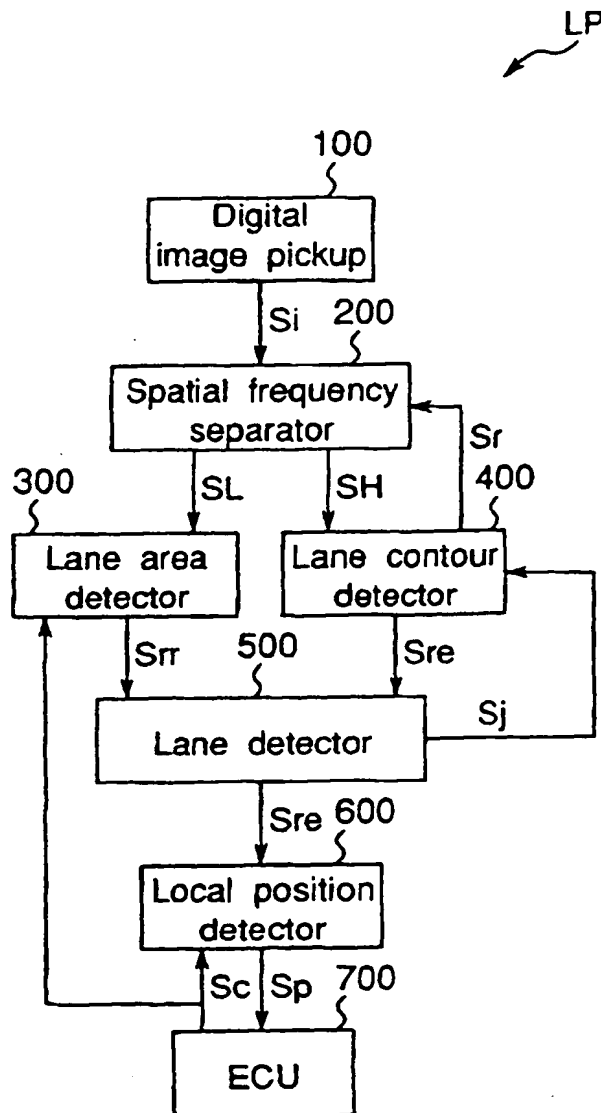 LP
100
Digital
image pickup
Si
200
Spatial frequency
separator
Sr
300
SL
SH
400
Lane area
detector
Lane contour
detector
Srr
500
Sre
Sj
Lane detector
Sre
600
Local position
detector
Sc
Sp
700
ECU